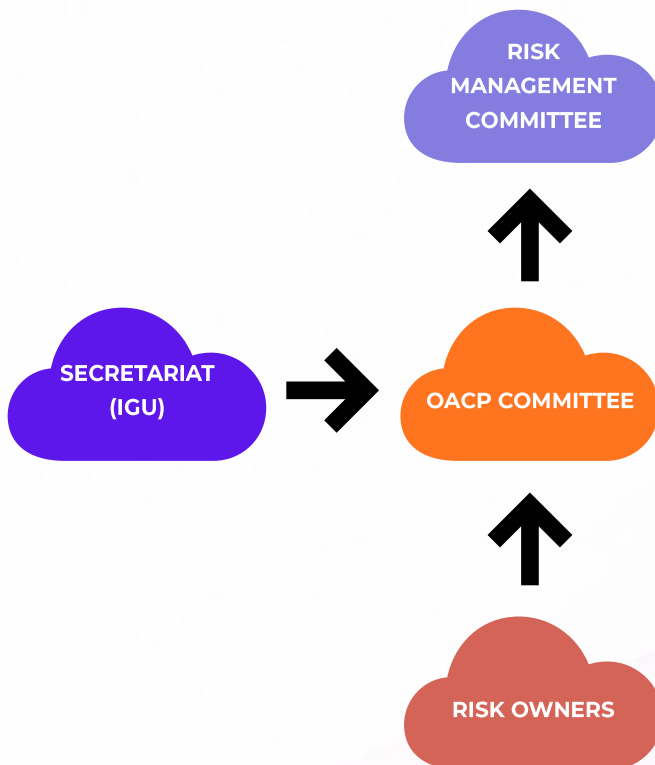 RISK
MANAGEMENT
COMMITTEE
SECRETARIAT
(IGU)
OACP COMMITTEE
RISK OWNERS